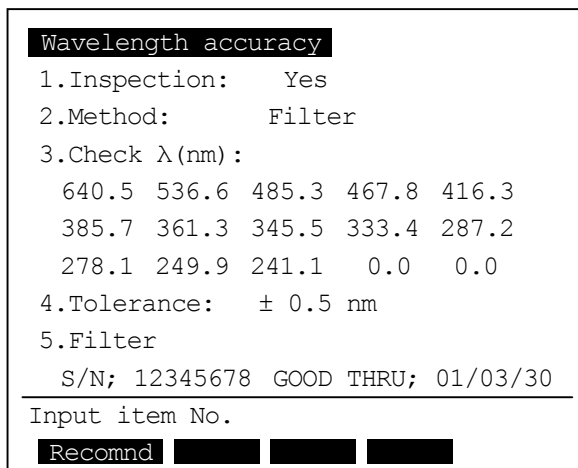 Wavelength accuracy
1.Inspection: Yes
2.Method: Filter
3.Check λ(nm):
640.5 536.6 485.3 467.8 416.3
385.7 361.3 345.5 333.4 287.2
278.1 249.9 241.1 0.0 0.0
4.Tolerance: ± 0.5 nm
5.Filter
S/N; 12345678 GOOD THRU; 01/03/30
Input item No.
Recomnd